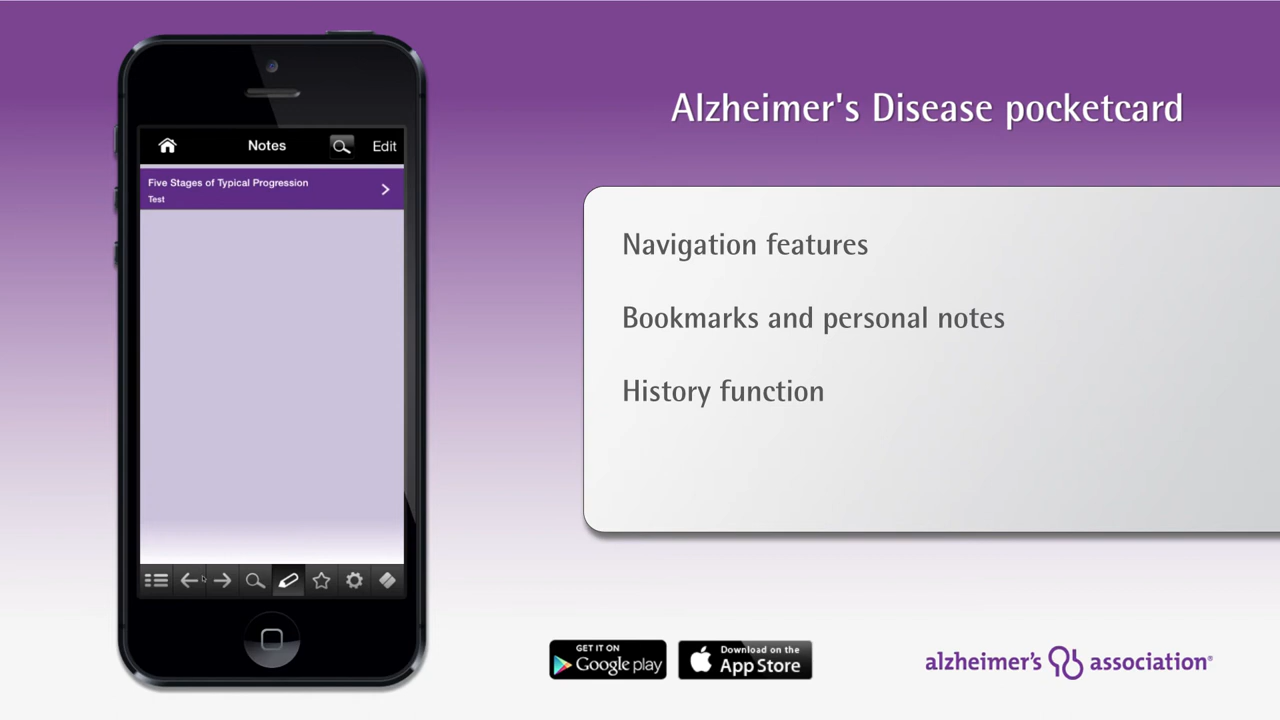 Alzheimer's Disease pocketcard
Notes
Edit
Five Stages of Typical Progression
Test
Navigation features
Bookmarks and personal notes
History function
GET IT ON
Google play
Download on the
App Store
alzheimer's association®